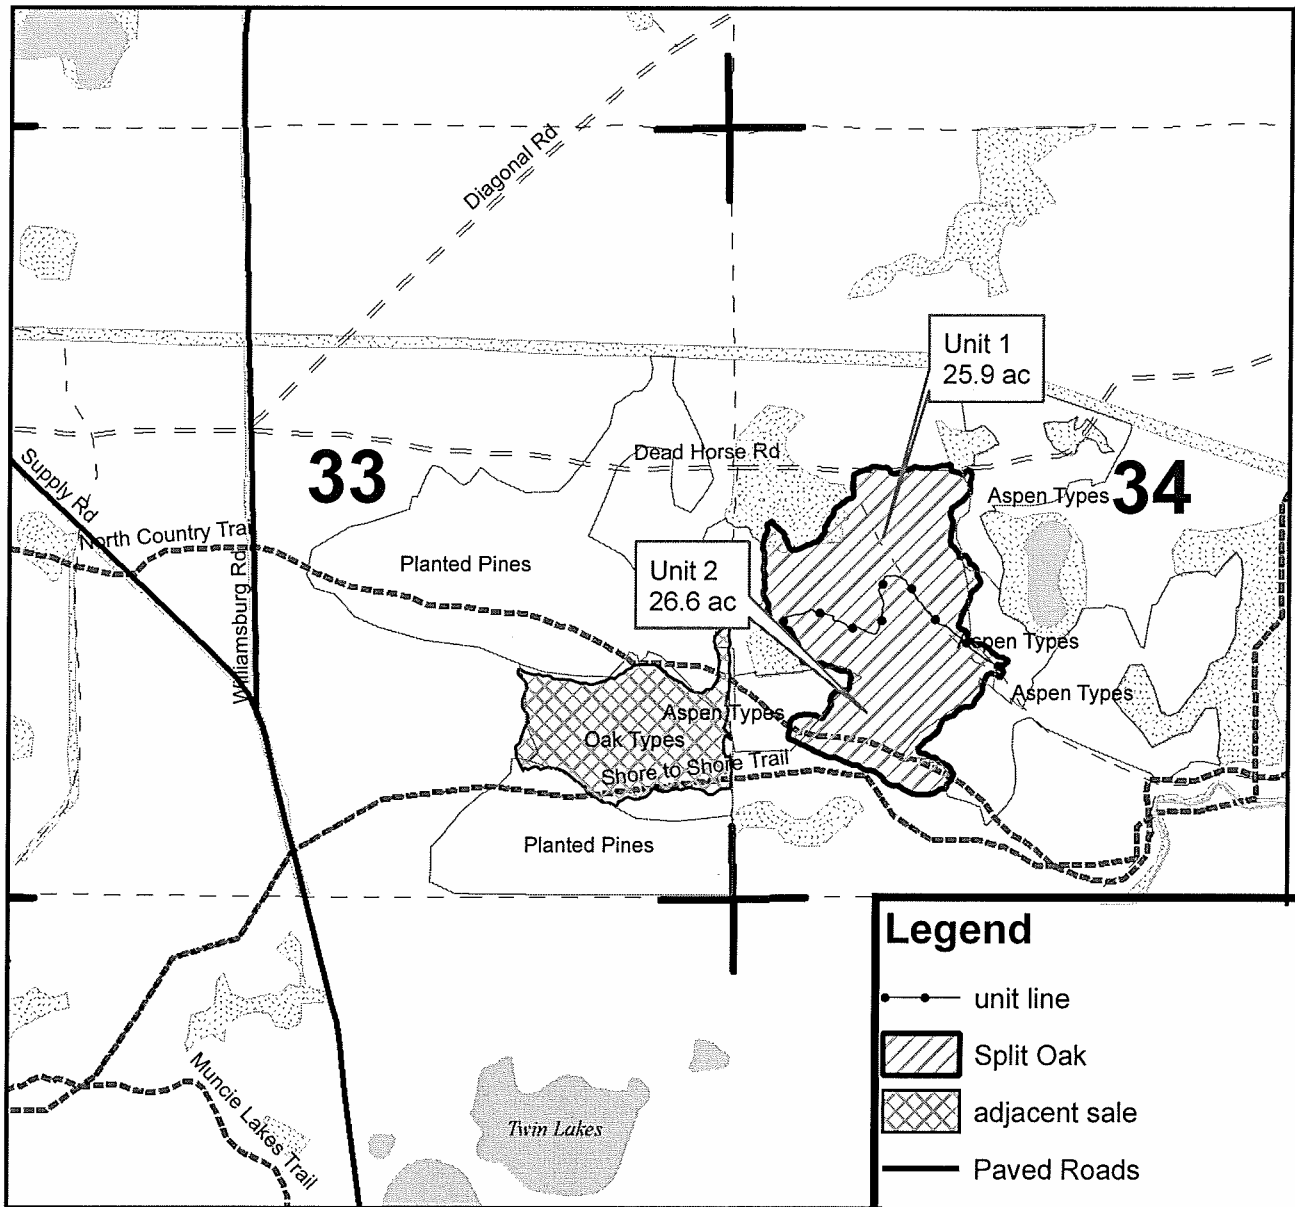 Diagonal Rd
Unit 1
25.9 ac
Dead Horse Rd
33
34
Supply Rd
Aspen Types
North Country Trai
Planted Pines
Unit 2
26.6 ac
Williamsburg Rd
Aspen Types
Aspen Types
Aspen Types
Oak Types
Shore to Shore Trail
Planted Pines
Legend
unit line
Split Oak
adjacent sale
Paved Roads
Muncie Lakes Trail
Twin Lakes